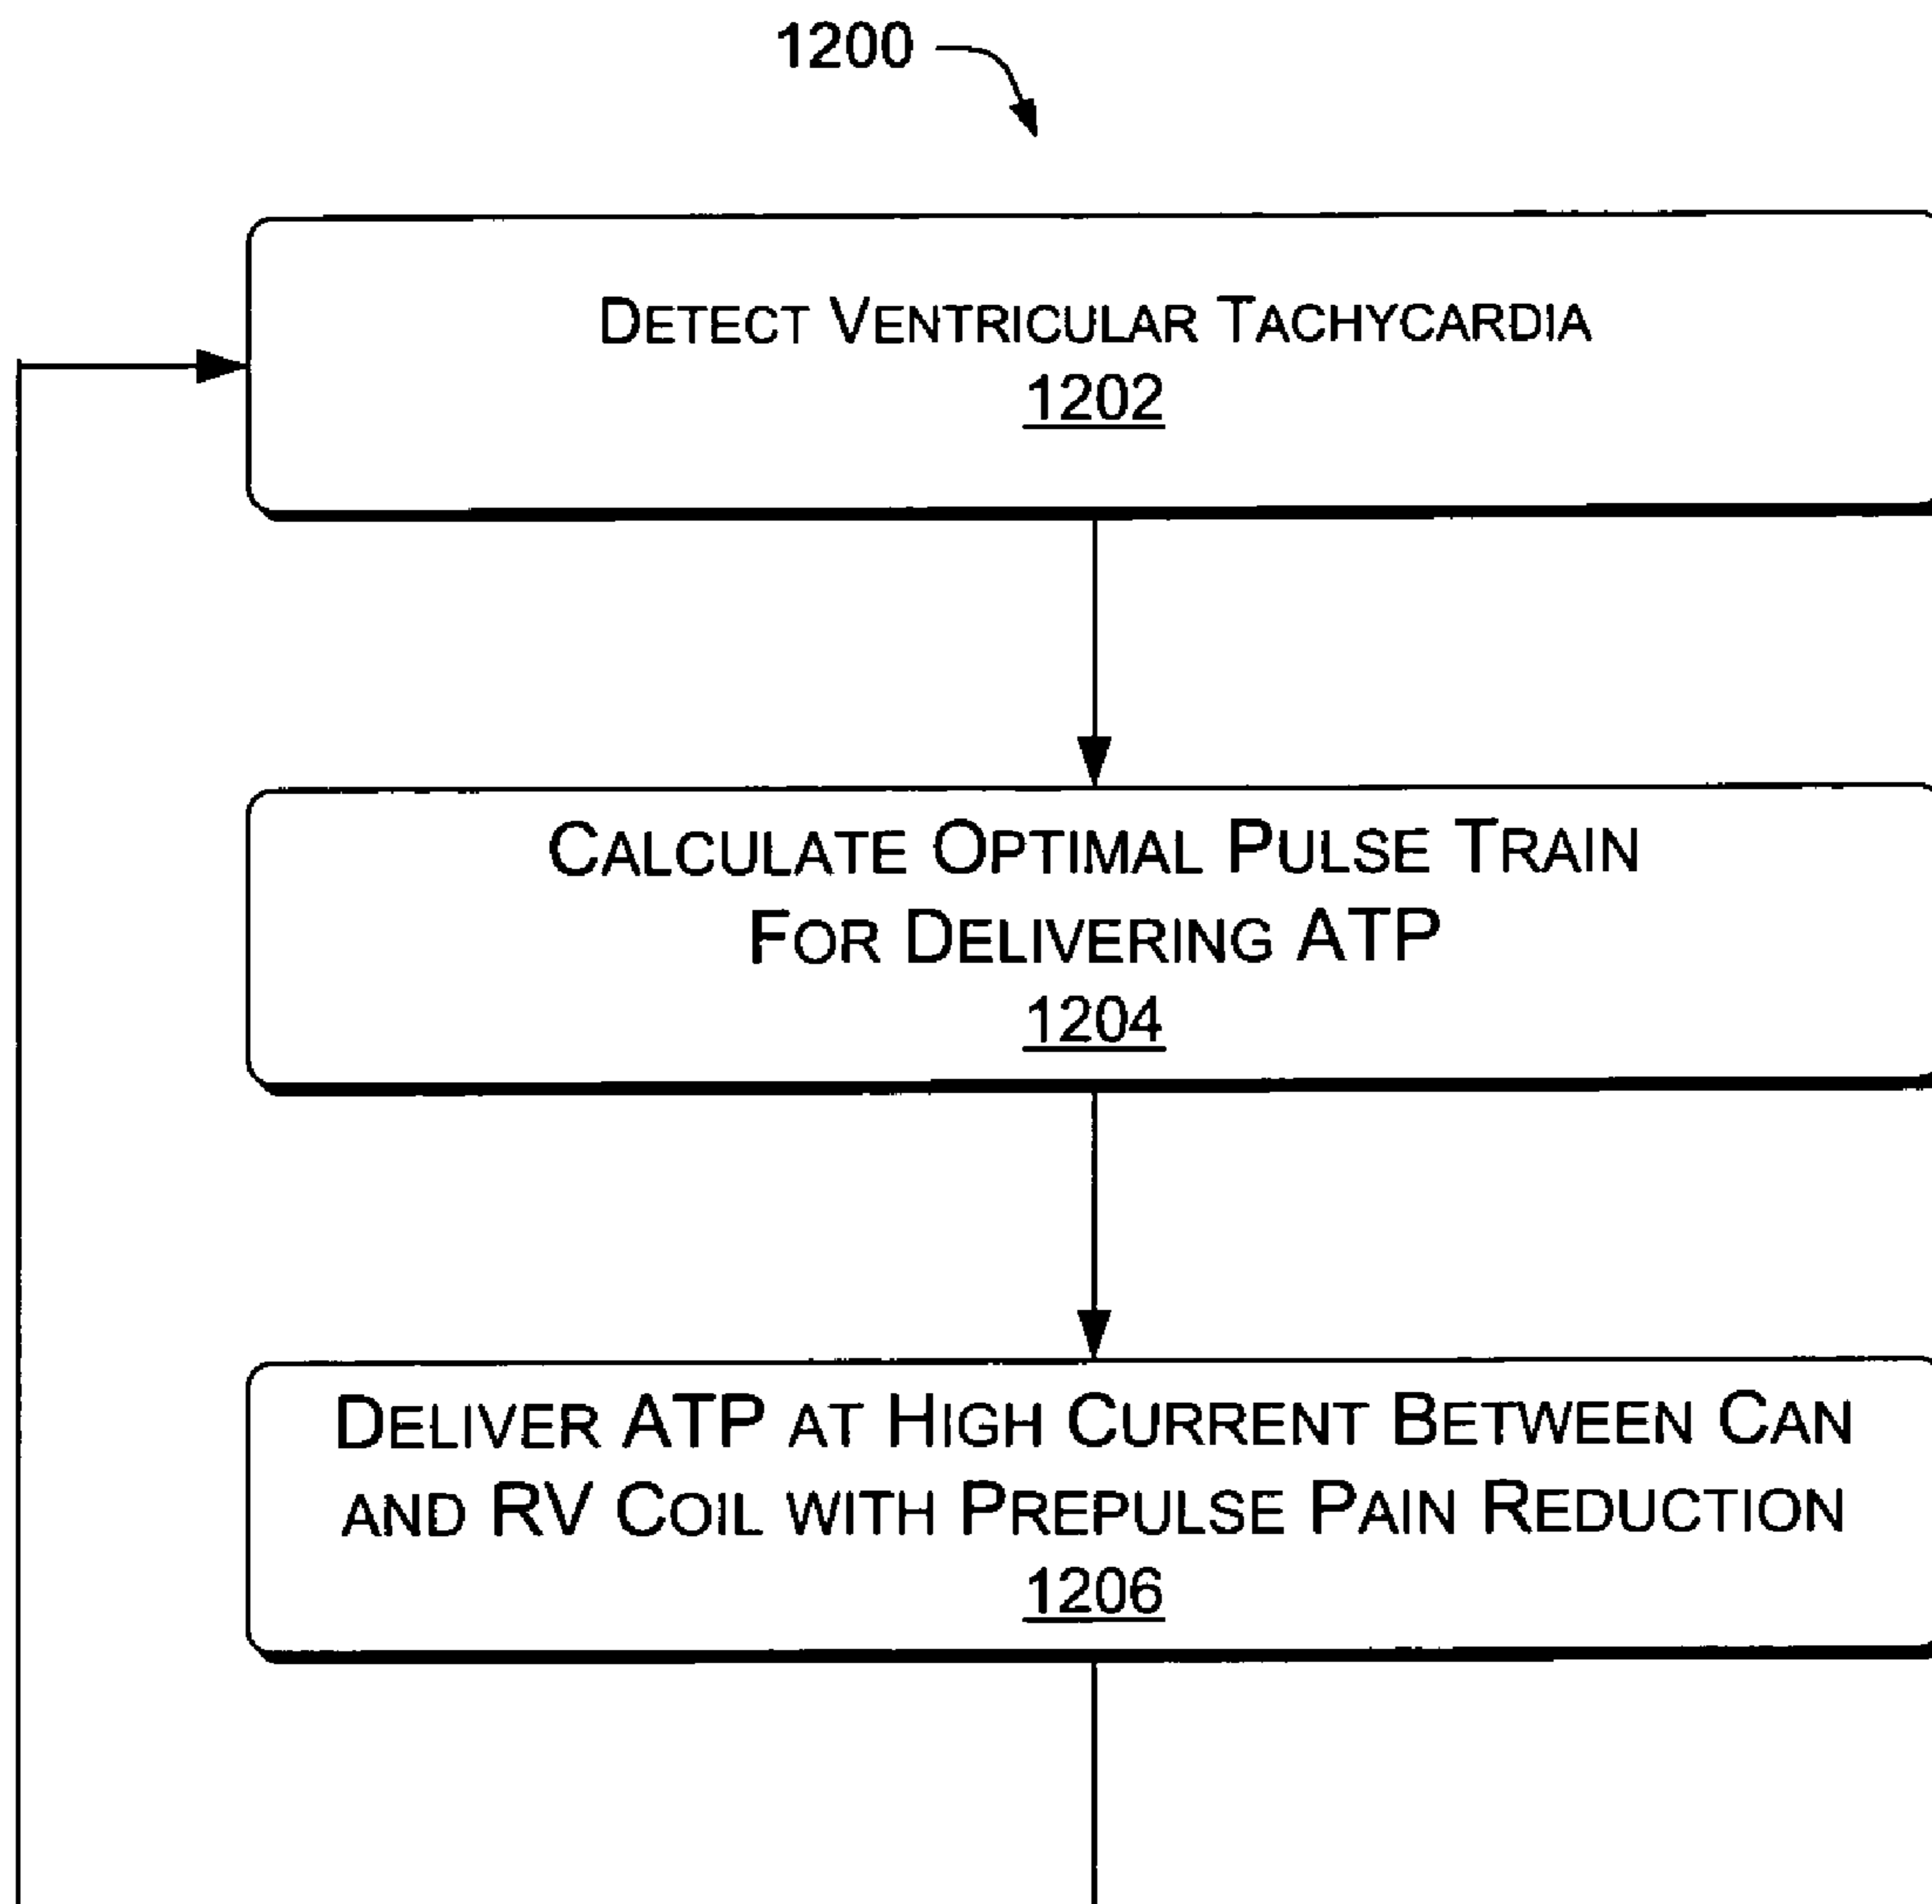 1200
DETECT VENTRICULAR TACHYCARDIA
1202
CALCULATE OPTIMAL PULSE TRAIN
FOR DELIVERING ATP
1204
DELIVER ATP AT HIGH CURRENT BETWEEN CAN
AND RV COIL WITH PREPULSE PAIN REDUCTION
1206